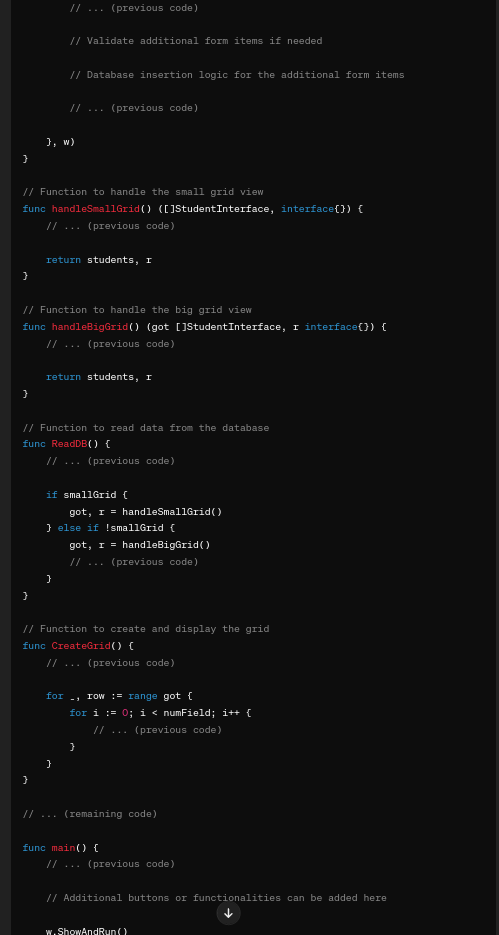 // ... (previous code)
// Validate additional form items if needed
// Database insertion logic for the additional form items
// ... (previous code)
}, w)
}
// Function to handle the small grid view
func handleSmallGrid() ([]StudentInterface, interface{}) {
// ... (previous code)
return students, r
}
// Function to handle the big grid view
func handleBigGrid() (got []StudentInterface, r interface{}) {
// ... (previous code)
return students, r
}
// Function to read data from the database
func ReadDB() {
// ... (previous code)
if smallGrid {
got, r = handleSmallGrid()
} else if !smallGrid {
got, r = handleBigGrid()
// ... (previous code)
}
}
// Function to create and display the grid
func CreateGrid() {
// ... (previous code)
for _, row := range got {
for i := 0; i < numField; i++ {
// ... (previous code)
}
}
}
// ... (remaining code)
func main() {
// ... (previous code)
// Additional buttons or functionalities can be added here
w.ShowAndRun()